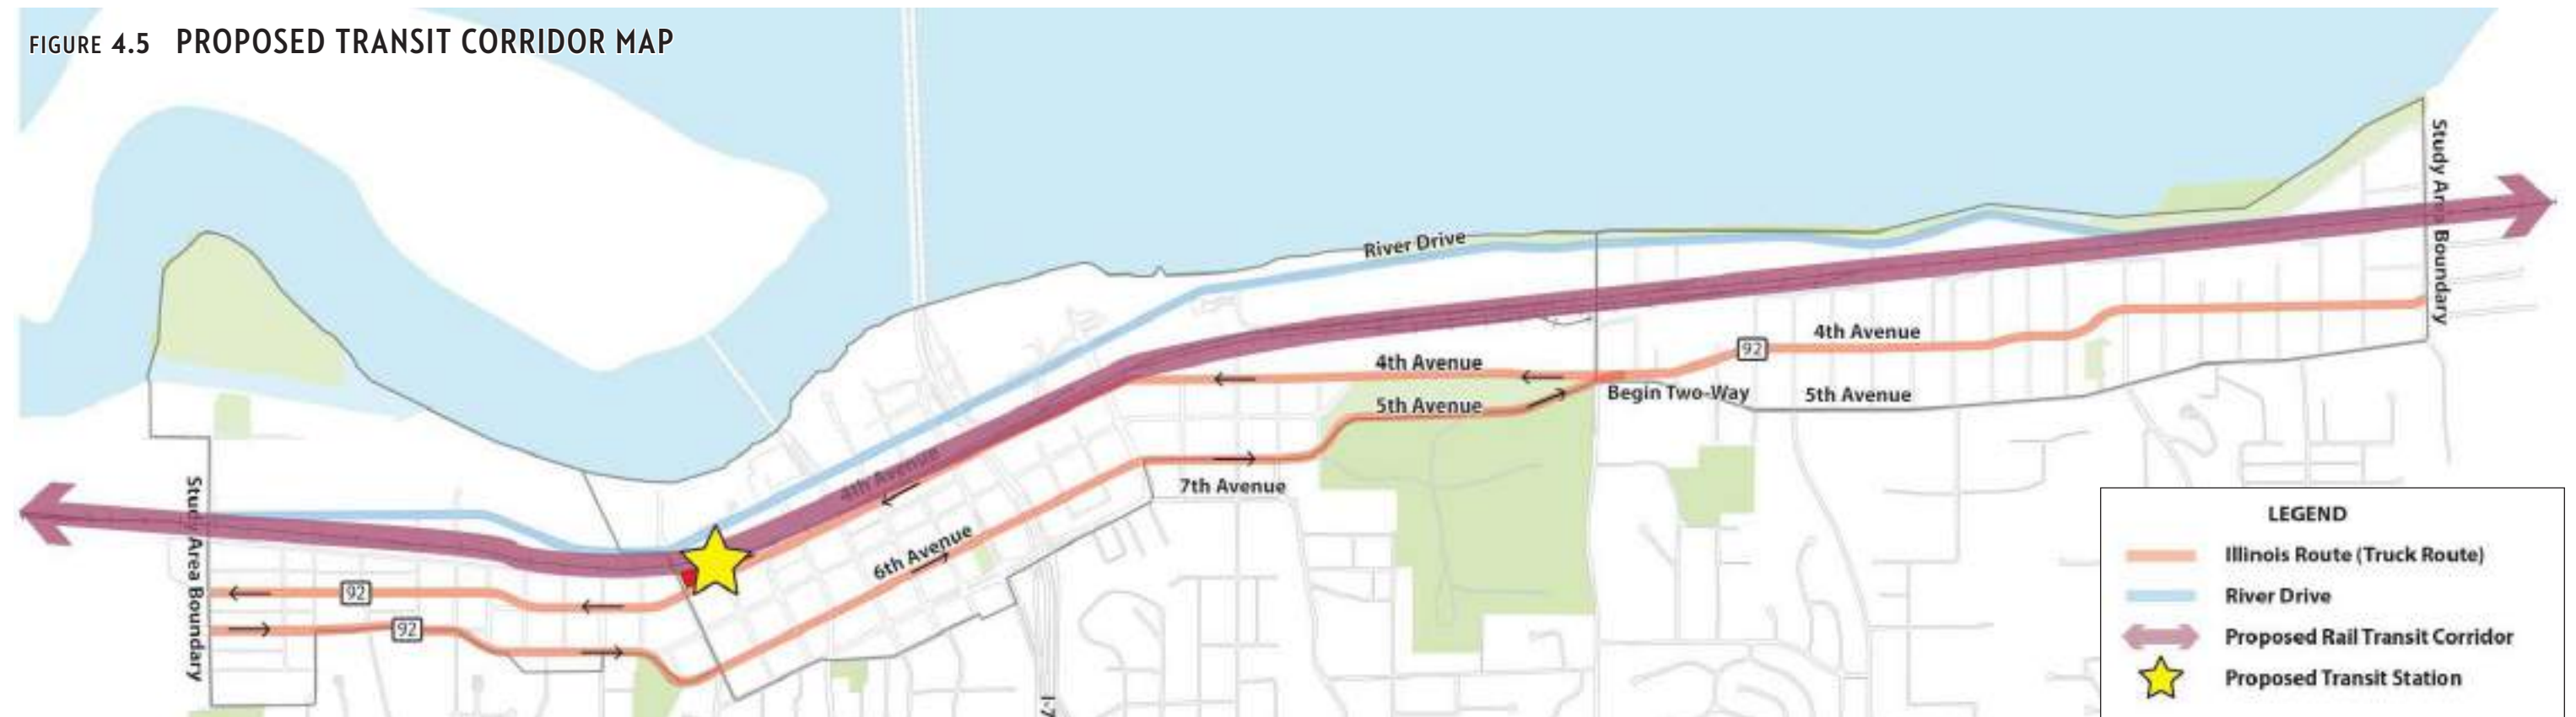 FIGURE 4.5 PROPOSED TRANSIT CORRIDOR MAP
Study Area Boundary
River Drive
4th Avenue
92
4th Avenue
5th Avenue
Begin Two-Way
5th Avenue
4th Avenue
7th Avenue
6th Avenue
Study Area Boundary
92
92
I-7
LEGEND
Illinois Route (Truck Route)
River Drive
Proposed Rail Transit Corridor
Proposed Transit Station